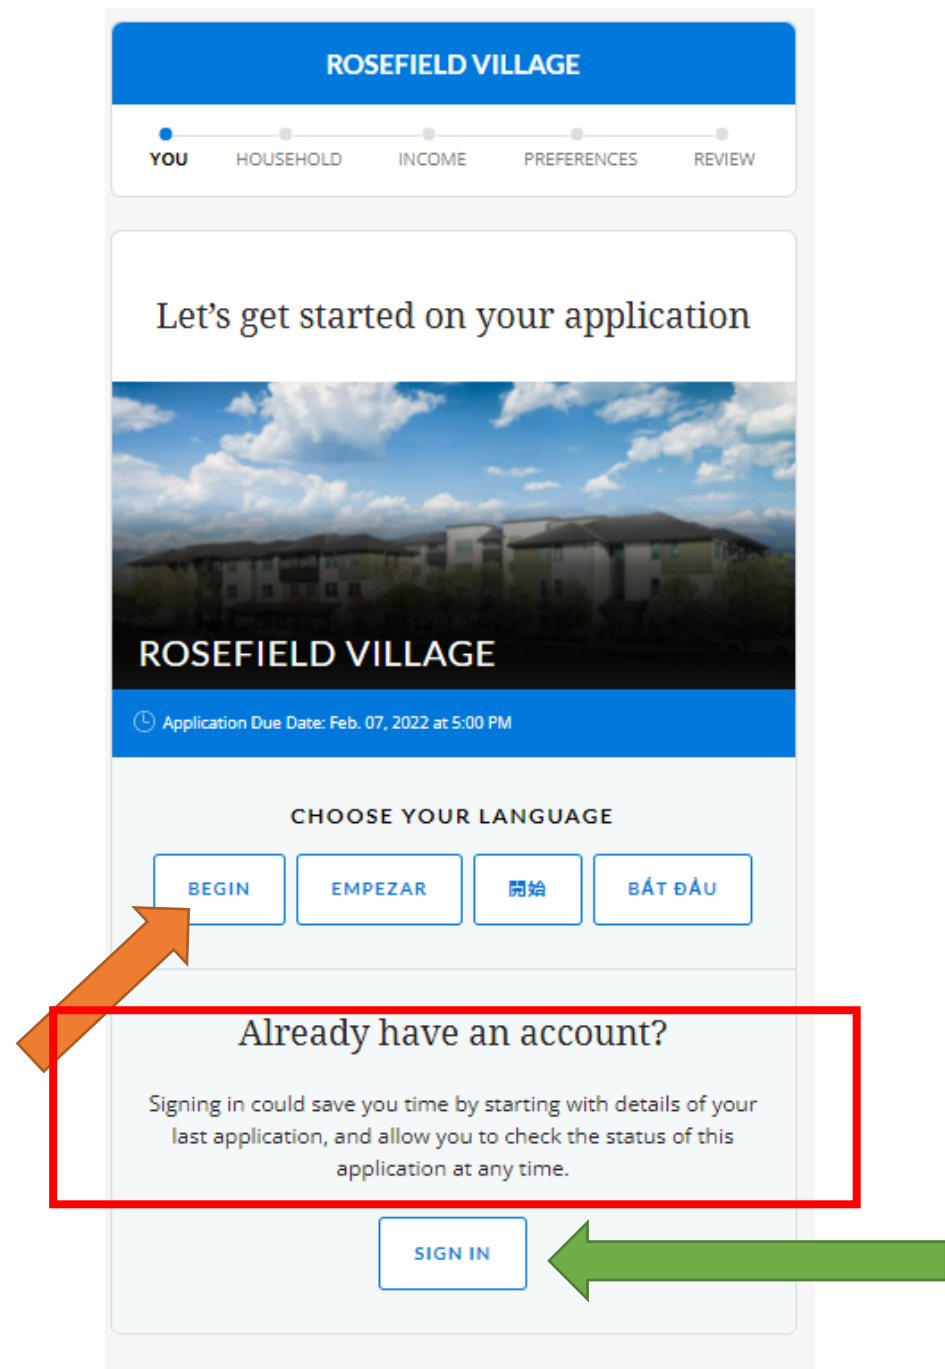 ROSEFIELD VILLAGE
YOU HOUSEHOLD INCOME PREFERENCES REVIEW
Let’s get started on your application
ROSEFIELD VILLAGE
Application Due Date: Feb. 07, 2022 at 5:00 PM
CHOOSE YOUR LANGUAGE
BEGIN EMPEZAR 開始 BẮT ĐẦU
Already have an account?
Signing in could save you time by starting with details of your
last application, and allow you to check the status of this
application at any time.
SIGN IN